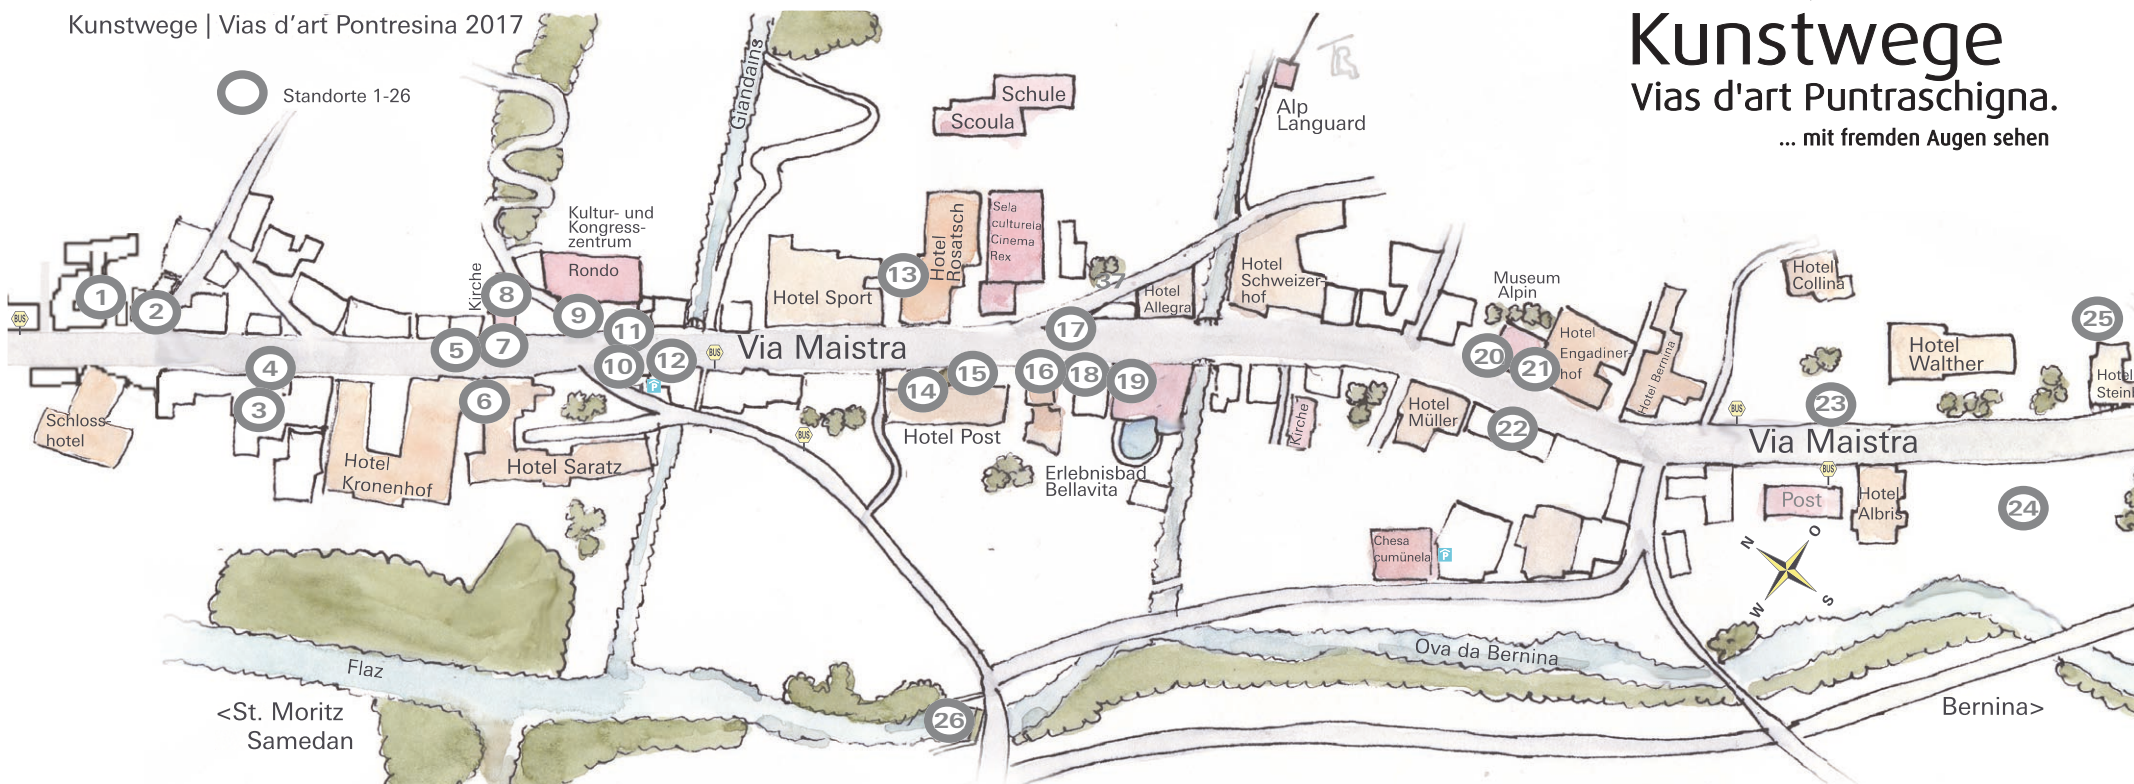 Kunstwege | Vias d'art Pontresina 2017
Kunstwege
Vias d'art Puntraschigna.
... mit fremden Augen sehen
Standorte 1-26
Giandains
Schule
Scoula
Alp
Languard
Kultur- und
Kongress-
zentrum
Rondo
Kirche
Hotel Sport
Hotel
Rosatsch
Sela
cultureia
Cinema
Rex
37
Hotel
Allegra
Hotel
Schweizer-
hof
Museum
Alpin
Hotel
Engadiner-
hof
Hotel Bernina
Hotel
Collina
Hotel
Walther
Hotel
Via Maistra
Via Maistra
BUS
BUS
BUS
BUS
BUS
P
P
1
2
3
4
5
6
7
8
9
10
11
12
13
14
15
16
17
18
19
20
21
22
23
24
25
26
Schloss-
hotel
Hotel
Kronenhof
Hotel Saratz
Hotel Post
Erlebnisbad
Bellavita
Kirche
Hotel
Müller
Post
Hotel
Albris
Chesa
cumünela
N
O
W
S
Flaz
Ova da Bernina
<St. Moritz
Samedan
Bernina>